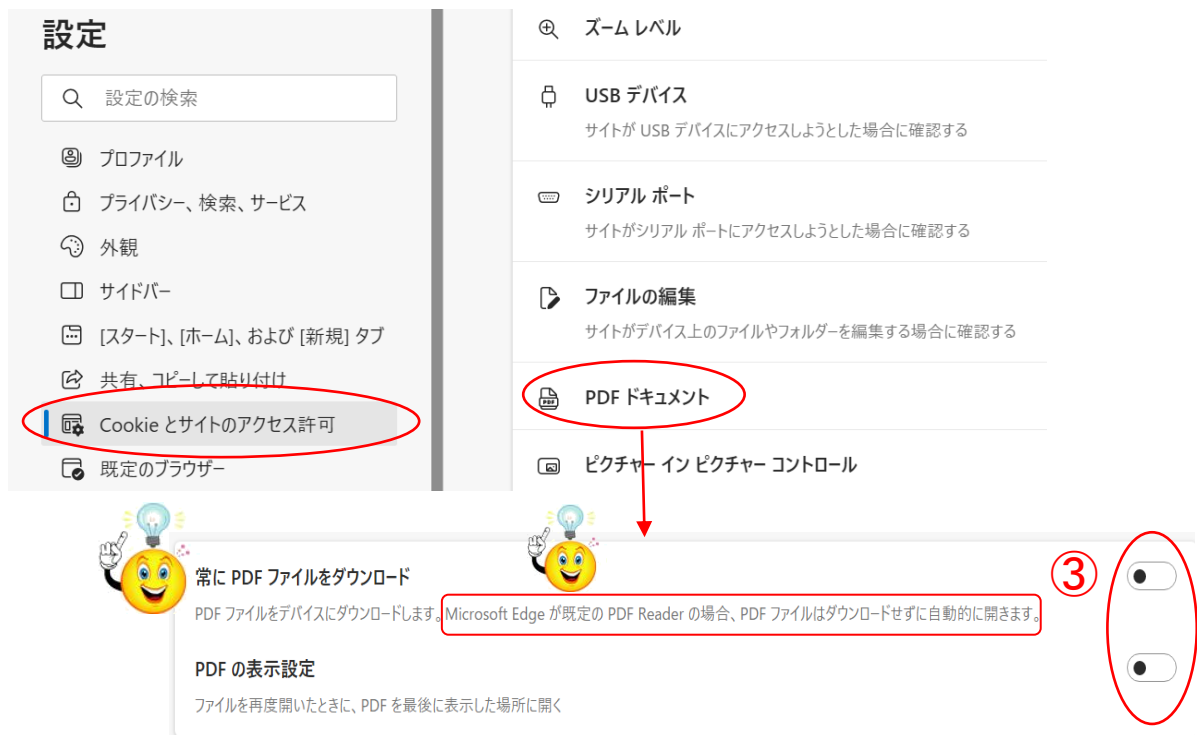 設定
設定の検索
プロファイル
プライバシー、検索、サービス
外観
サイドバー
[スタート]、[ホーム]、および [新規] タブ
共有、コピーして貼り付け
Cookie とサイトのアクセス許可
既定のブラウザー
ズーム レベル
USB デバイス
サイトが USB デバイスにアクセスしようとした場合に確認する
シリアル ポート
サイトがシリアル ポートにアクセスしようとした場合に確認する
ファイルの編集
サイトがデバイス上のファイルやフォルダーを編集する場合に確認する
PDF ドキュメント
ピクチャー イン ピクチャー コントロール
常に PDF ファイルをダウンロード
③
PDF ファイルをデバイスにダウンロードします。Microsoft Edge が既定の PDF Reader の場合、PDF ファイルはダウンロードせずに自動的に開きます。
PDF の表示設定
ファイルを再度開いたときに、PDF を最後に表示した場所に開く